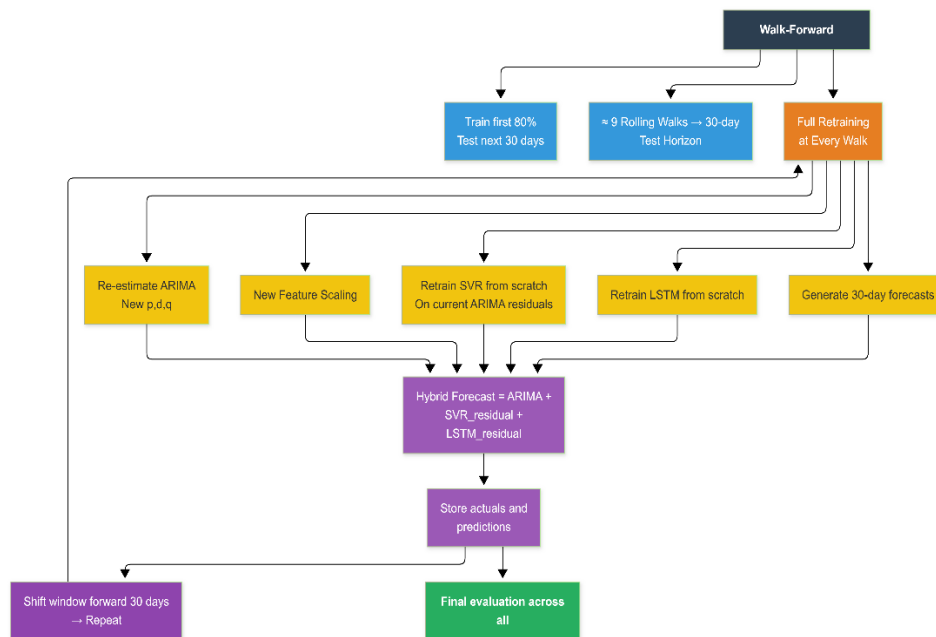 Walk-Forward
Train first 80%
Test next 30 days
≈ 9 Rolling Walks → 30-day
Test Horizon
Full Retraining
at Every Walk
Re-estimate ARIMA
New p,d,q
New Feature Scaling
Retrain SVR from scratch
On current ARIMA residuals
Retrain LSTM from scratch
Generate 30-day forecasts
Hybrid Forecast = ARIMA +
SVR_residual +
LSTM_residual
Store actuals and
predictions
Shift window forward 30 days
→ Repeat
Final evaluation across
all